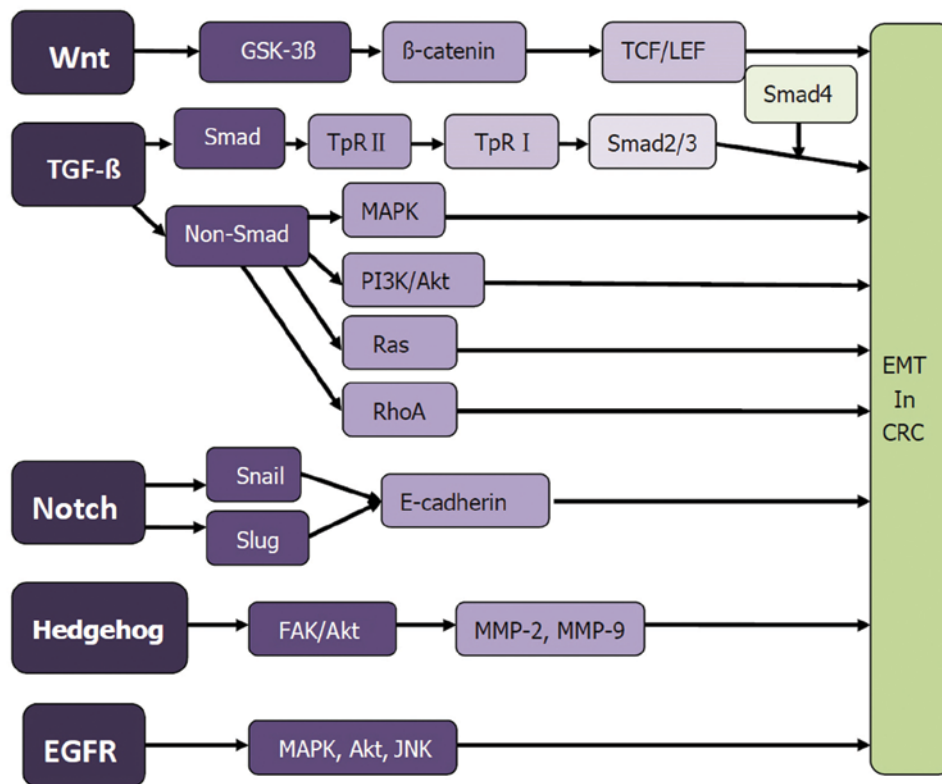 Wnt
GSK-3ß
ß-catenin
TCF/LEF
Smad4
TGF-ß
Smad
TpR II
TpR I
Smad2/3
Non-Smad
MAPK
PI3K/Akt
Ras
RhoA
EMT
In
CRC
Notch
Snail
Slug
E-cadherin
Hedgehog
FAK/Akt
MMP-2, MMP-9
EGFR
MAPK, Akt, JNK